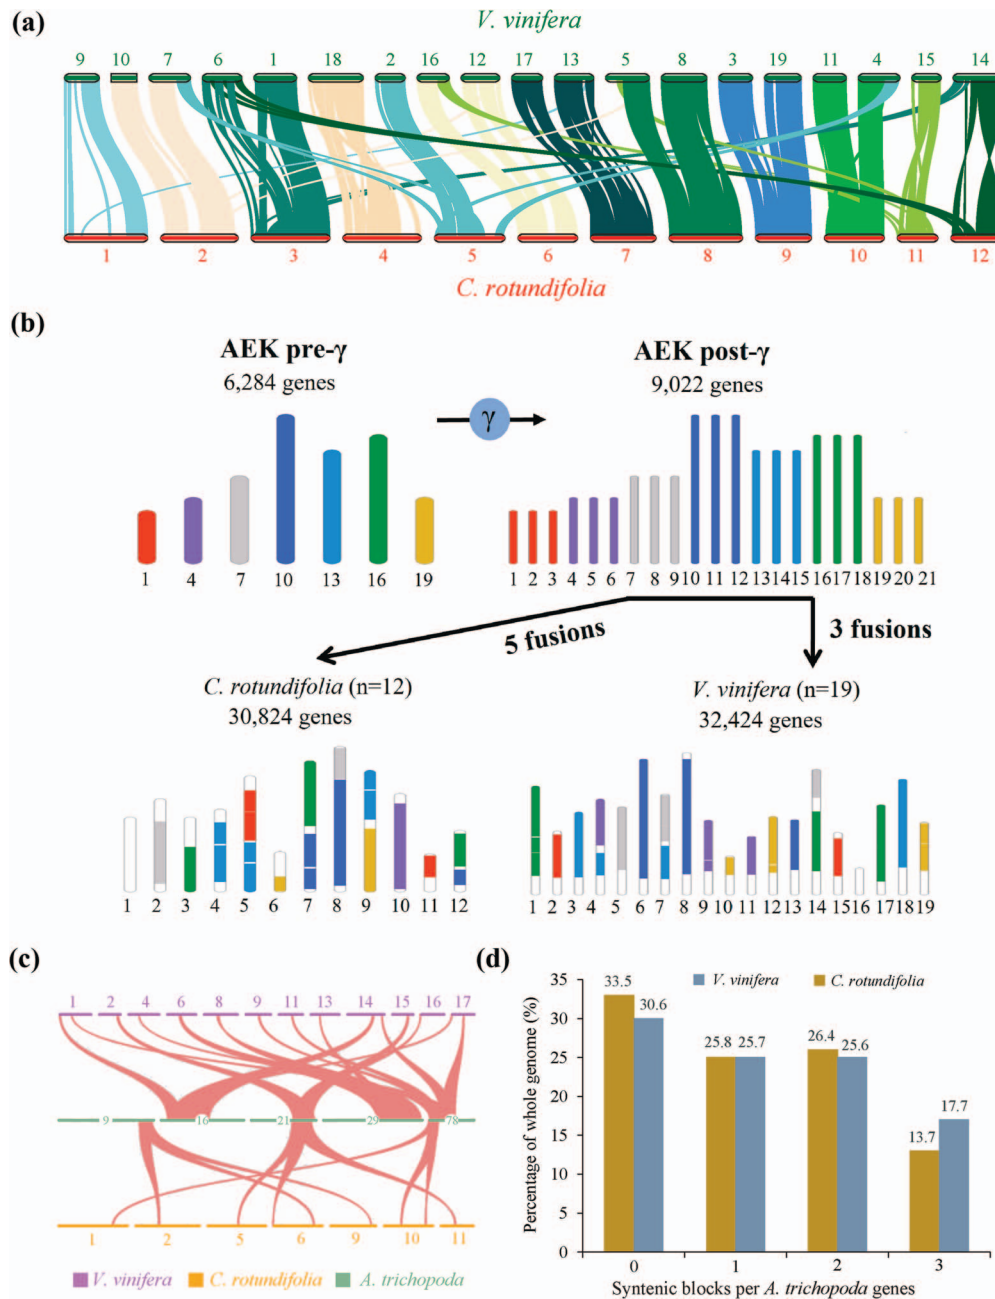 (a)
V. vinifera
9 10 7 6 1 18 2 16 12 17 13 5 8 3 19 11 4 15 14
1 2 3 4 5 6 7 8 9 10 11 12
C. rotundifolia
(b)
AEK pre-γ
6,284 genes
γ
AEK post-γ
9,022 genes
1 4 7 10 13 16 19
1 2 3 4 5 6 7 8 9 10 11 12 13 14 15 16 17 18 19 20 21
5 fusions
3 fusions
C. rotundifolia (n=12)
30,824 genes
V. vinifera (n=19)
32,424 genes
1 2 3 4 5 6 7 8 9 10 11 12
1 2 3 4 5 6 7 8 9 10 11 12 13 14 15 16 17 18 19
(c)
1 2 4 6 8 9 11 13 14 15 16 17
9 16 21 29 78
1 2 5 6 9 10 11
V. vinifera C. rotundifolia A. trichopoda
(d)
Percentage of whole genome (%)
35
30
25
20
15
10
5
0
V. vinifera C. rotundifolia
33.5 30.6
25.8 25.7
26.4 25.6
13.7 17.7
0 1 2 3
Syntenic blocks per A. trichopoda genes